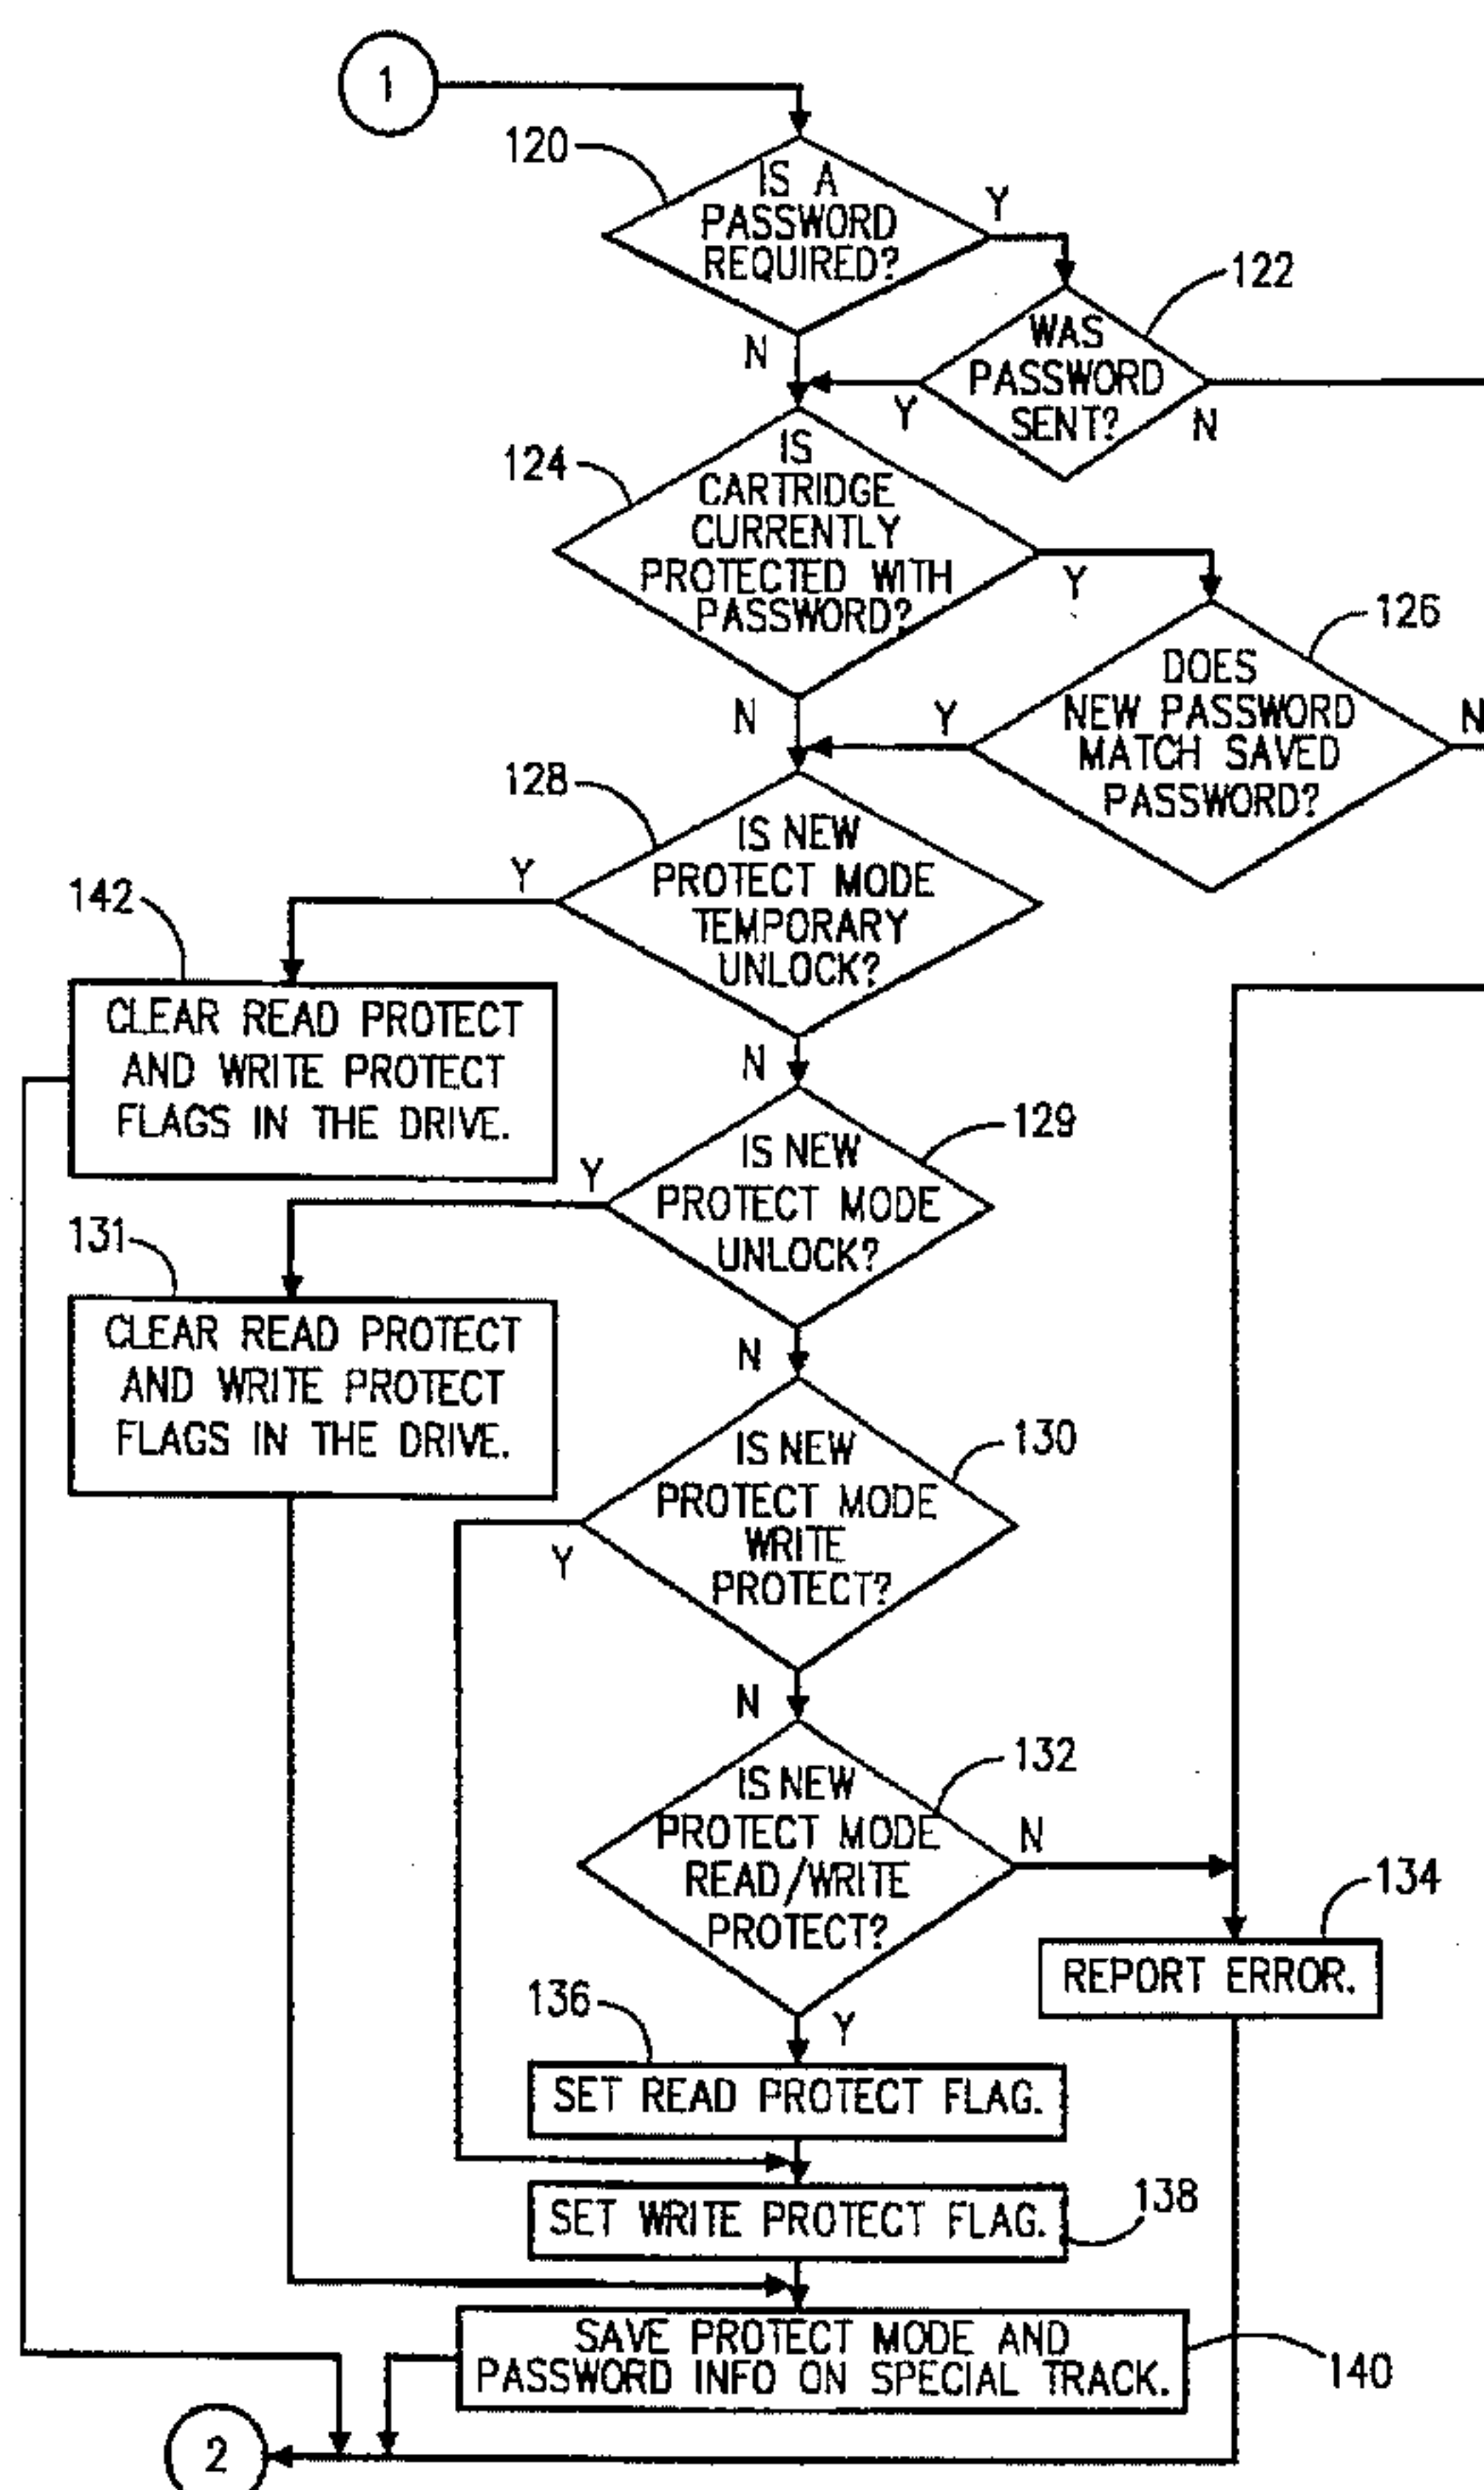 1
120
IS A
PASSWORD
REQUIRED?
Y
N
122
WAS
PASSWORD
SENT?
Y
N
124
IS
CARTRIDGE
CURRENTLY
PROTECTED WITH
PASSWORD?
Y
N
126
DOES
NEW PASSWORD
MATCH SAVED
PASSWORD?
Y
N
128
IS NEW
PROTECT MODE
TEMPORARY
UNLOCK?
Y
N
142
CLEAR READ PROTECT
AND WRITE PROTECT
FLAGS IN THE DRIVE.
129
IS NEW
PROTECT MODE
UNLOCK?
Y
N
131
CLEAR READ PROTECT
AND WRITE PROTECT
FLAGS IN THE DRIVE.
130
IS NEW
PROTECT MODE
WRITE
PROTECT?
Y
N
132
IS NEW
PROTECT MODE
READ/WRITE
PROTECT?
N
Y
134
REPORT ERROR.
136
SET READ PROTECT FLAG.
138
SET WRITE PROTECT FLAG.
SAVE PROTECT MODE AND
PASSWORD INFO ON SPECIAL TRACK.
140
2